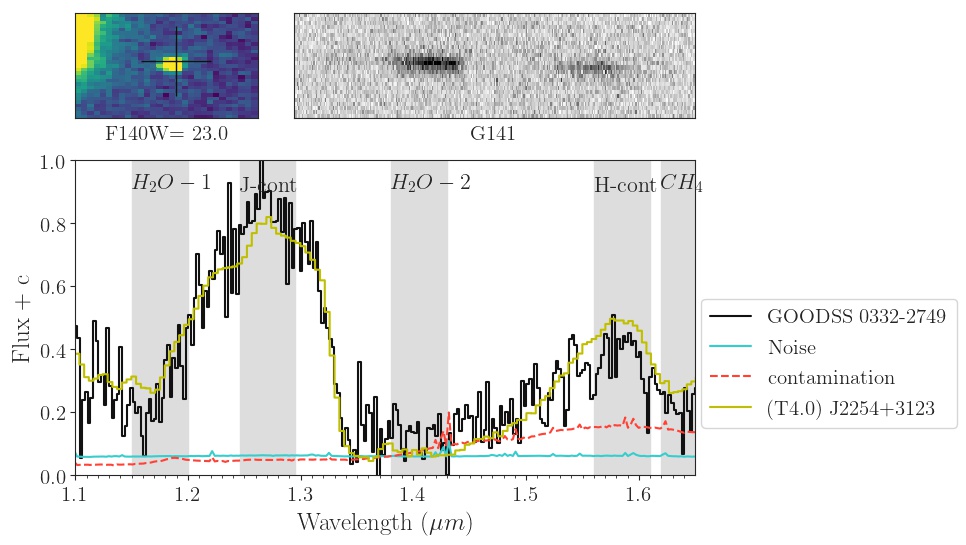 F140W= 23.0
G141
H₂O − 1
J-cont
H₂O − 2
H-cont
CH₄
1.0
0.8
0.6
0.4
0.2
0.0
Flux + c
1.1
1.2
1.3
1.4
1.5
1.6
Wavelength (μm)
GOODSS 0332-2749
Noise
contamination
(T4.0) J2254+3123